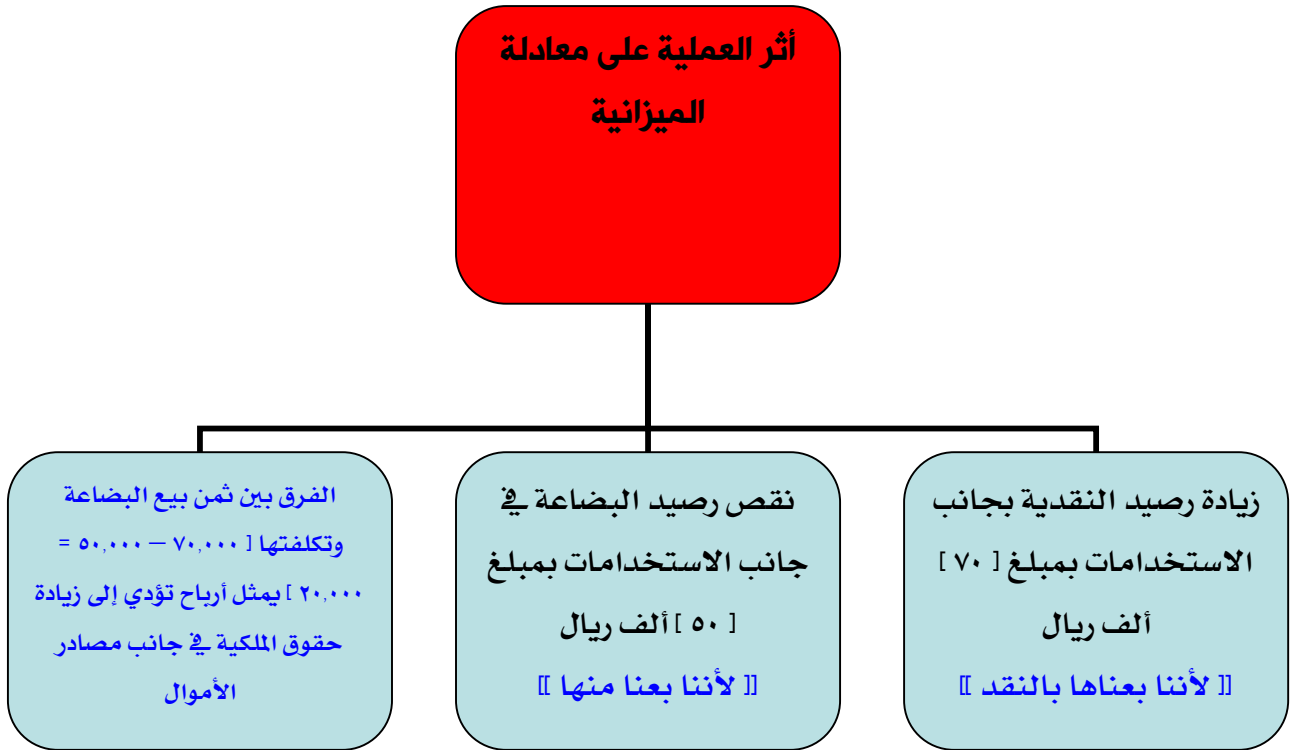 أثر العملية على معادلة
الميزانية
زيادة رصيد النقدية بجانب
الاستخدامات بمبلغ [ ٧٠ ]
ألف ريال
[[ لأننا بعناها بالنقد ]]
نقص رصيد البضاعة في
جانب الاستخدامات بمبلغ
[ ٥٠ ] ألف ريال
[[ لأننا بعنا منها ]]
الفرق بين ثمن بيع البضاعة
وتكلفتها [ ٧٠,٠٠٠ – ٥٠,٠٠٠ =
٢٠,٠٠٠ ] يمثل أرباح تؤدي إلى زيادة
حقوق الملكية في جانب مصادر
الأموال